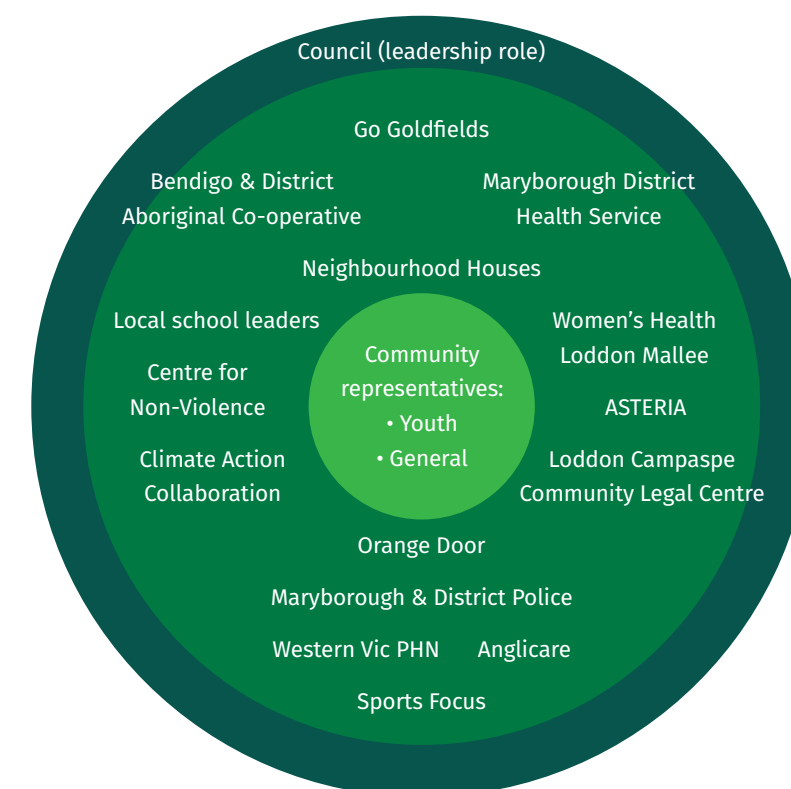 Council (leadership role)
Go Goldfields
Bendigo & District
Aboriginal Co-operative
Maryborough District
Health Service
Neighbourhood Houses
Local school leaders
Women’s Health
Loddon Mallee
Centre for
Non-Violence
Community
representatives:
• Youth
• General
ASTERIA
Climate Action
Collaboration
Loddon Campaspe
Community Legal Centre
Orange Door
Maryborough & District Police
Western Vic PHN
Anglicare
Sports Focus